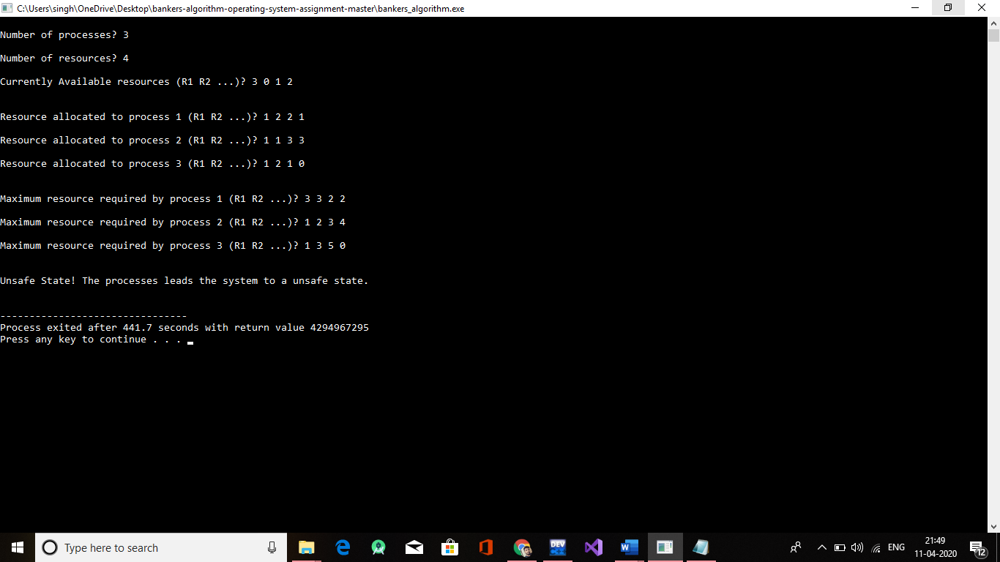 C:\Users\singh\OneDrive\Desktop\bankers-algorithm-operating-system-assignment-master\bankers_algorithm.exe
Number of processes? 3
Number of resources? 4
Currently Available resources (R1 R2 ...)? 3 0 1 2
Resource allocated to process 1 (R1 R2 ...)? 1 2 2 1
Resource allocated to process 2 (R1 R2 ...)? 1 1 3 3
Resource allocated to process 3 (R1 R2 ...)? 1 2 1 0
Maximum resource required by process 1 (R1 R2 ...)? 3 3 2 2
Maximum resource required by process 2 (R1 R2 ...)? 1 2 3 4
Maximum resource required by process 3 (R1 R2 ...)? 1 3 5 0
Unsafe State! The processes leads the system to a unsafe state.
--------------------------------
Process exited after 441.7 seconds with return value 4294967295
Press any key to continue . . .
Type here to search
DEV
ENG
21:49
11-04-2020
12